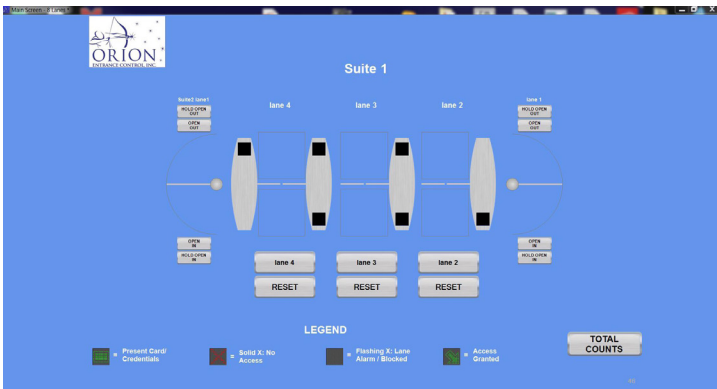 Main Screen - 8 Lanes
ORION
ENTRANCE CONTROL, INC.
Suite 1
Suite2 lane1
HOLD OPEN
OUT
OPEN
OUT
lane 4
lane 3
lane 2
lane 1
HOLD OPEN
OUT
OPEN
OUT
OPEN
IN
HOLD OPEN
IN
OPEN
IN
HOLD OPEN
IN
lane 4
lane 3
lane 2
RESET
RESET
RESET
LEGEND
= Present Card/
Credentials
= Solid X: No
Access
= Flashing X: Lane
Alarm / Blocked
= Access
Granted
TOTAL
COUNTS